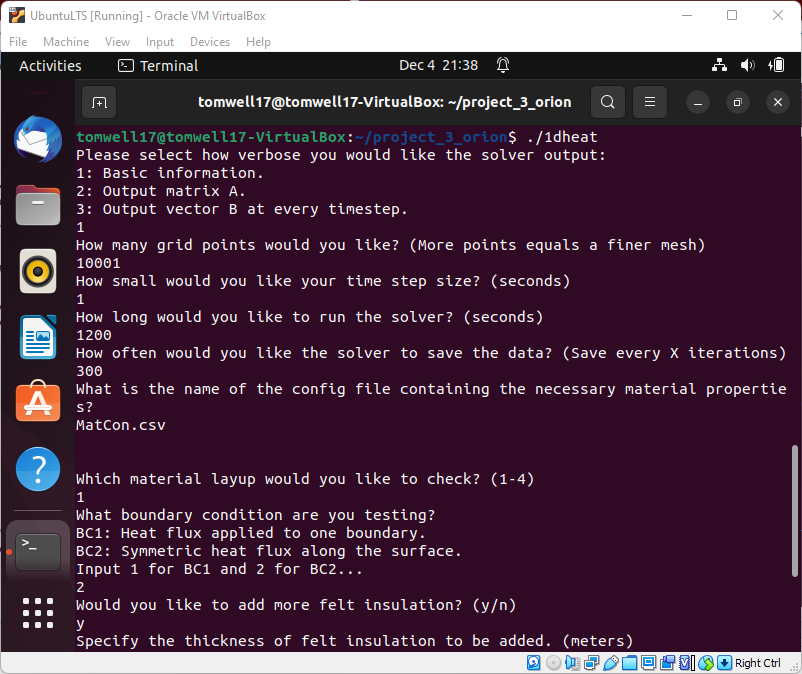 UbuntuLTS [Running] - Oracle VM VirtualBox
File Machine View Input Devices Help
Activities Terminal Dec 4 21:38
tomwell17@tomwell17-VirtualBox: ~/project_3_orion
tomwell17@tomwell17-VirtualBox:~/project_3_orion$ ./1dheat
Please select how verbose you would like the solver output:
1: Basic information.
2: Output matrix A.
3: Output vector B at every timestep.
1
How many grid points would you like? (More points equals a finer mesh)
10001
How small would you like your time step size? (seconds)
1
How long would you like to run the solver? (seconds)
1200
How often would you like the solver to save the data? (Save every X iterations)
300
What is the name of the config file containing the necessary material propertie
s?
MatCon.csv
Which material layup would you like to check? (1-4)
1
What boundary condition are you testing?
BC1: Heat flux applied to one boundary.
BC2: Symmetric heat flux along the surface.
Input 1 for BC1 and 2 for BC2...
2
Would you like to add more felt insulation? (y/n)
y
Specify the thickness of felt insulation to be added. (meters)
Right Ctrl